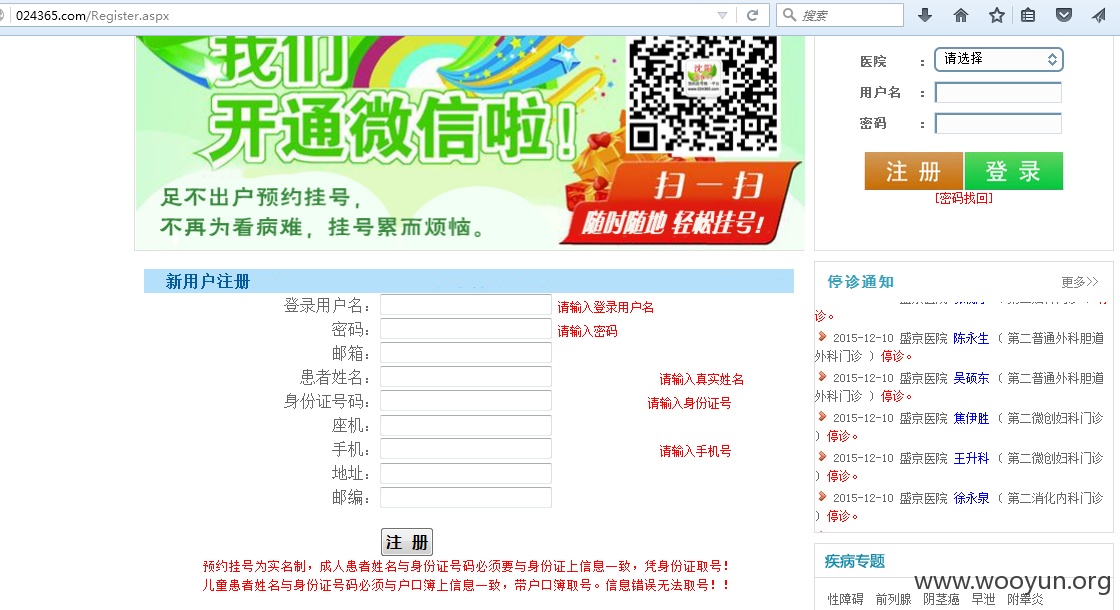 024365.com/Register.aspx
搜索
我们
开通微信啦!
足不出户预约挂号,
不再为看病难,挂号累而烦恼。
扫一扫
随时随地 轻松挂号!
医院 :
请选择
用户名 :
密码 :
注 册
登 录
[密码找回]
新用户注册
登录用户名:
请输入登录用户名
密码:
请输入密码
邮箱:
患者姓名:
请输入真实姓名
身份证号码:
请输入身份证号
座机:
手机:
请输入手机号
地址:
邮编:
注 册
预约挂号为实名制,成人患者姓名与身份证号码必须要与身份证上信息一致,凭身份证取号!
儿童患者姓名与身份证号码必须与户口簿上信息一致,带户口簿取号。信息错误无法取号!!
停诊通知
更多>>
诊。
2015-12-10 盛京医院 陈永生 ( 第二普通外科胆道
外科门诊 ) 停诊。
2015-12-10 盛京医院 吴硕东 ( 第二普通外科胆道
外科门诊 ) 停诊。
2015-12-10 盛京医院 焦伊胜 ( 第二微创妇科门诊
) 停诊。
2015-12-10 盛京医院 王升科 ( 第二微创妇科门诊
) 停诊。
2015-12-10 盛京医院 徐永泉 ( 第二消化内科门诊
) 停诊。
疾病专题
性障碍 前列腺 阴茎癌 早泄 附睾炎
www.wooyun.org